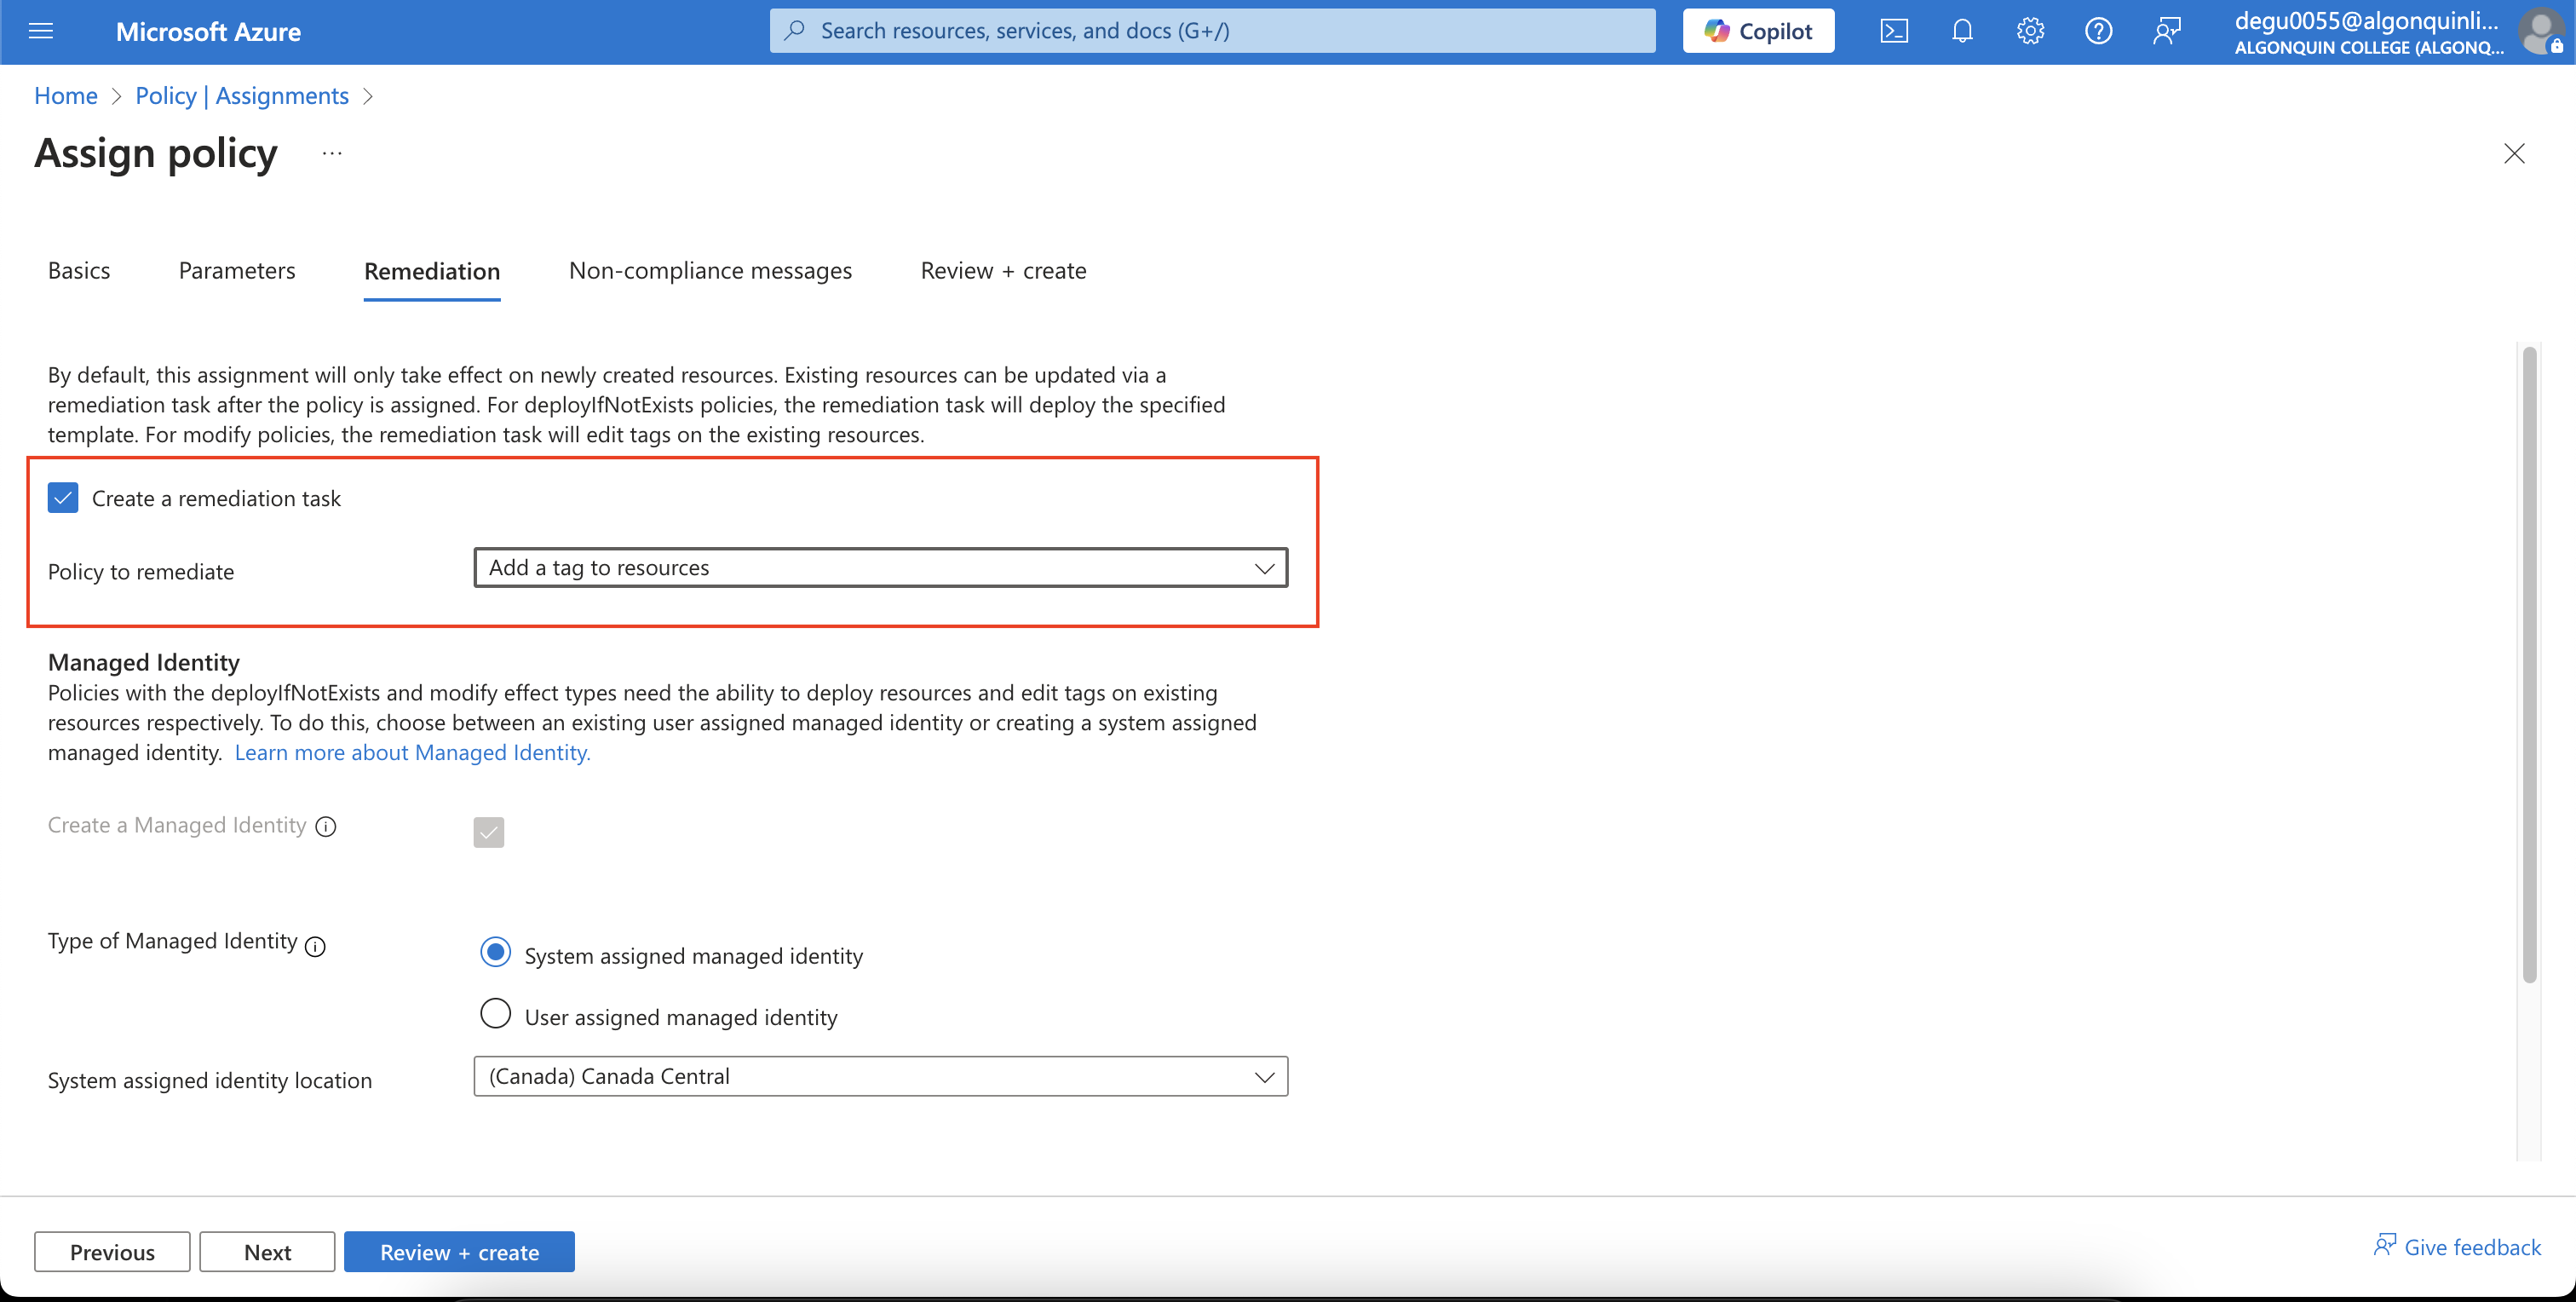 Microsoft Azure
Search resources, services, and docs (G+/)
Copilot
degu0055@algonquinli...
ALGONQUIN COLLEGE (ALGONQ...
Home > Policy | Assignments >
Assign policy ...
Basics
Parameters
Remediation
Non-compliance messages
Review + create
By default, this assignment will only take effect on newly created resources. Existing resources can be updated via a
remediation task after the policy is assigned. For deployIfNotExists policies, the remediation task will deploy the specified
template. For modify policies, the remediation task will edit tags on the existing resources.
Create a remediation task
Policy to remediate
Add a tag to resources
Managed Identity
Policies with the deployIfNotExists and modify effect types need the ability to deploy resources and edit tags on existing
resources respectively. To do this, choose between an existing user assigned managed identity or creating a system assigned
managed identity. Learn more about Managed Identity.
Create a Managed Identity
Type of Managed Identity
System assigned managed identity
User assigned managed identity
System assigned identity location
(Canada) Canada Central
Previous
Next
Review + create
Give feedback